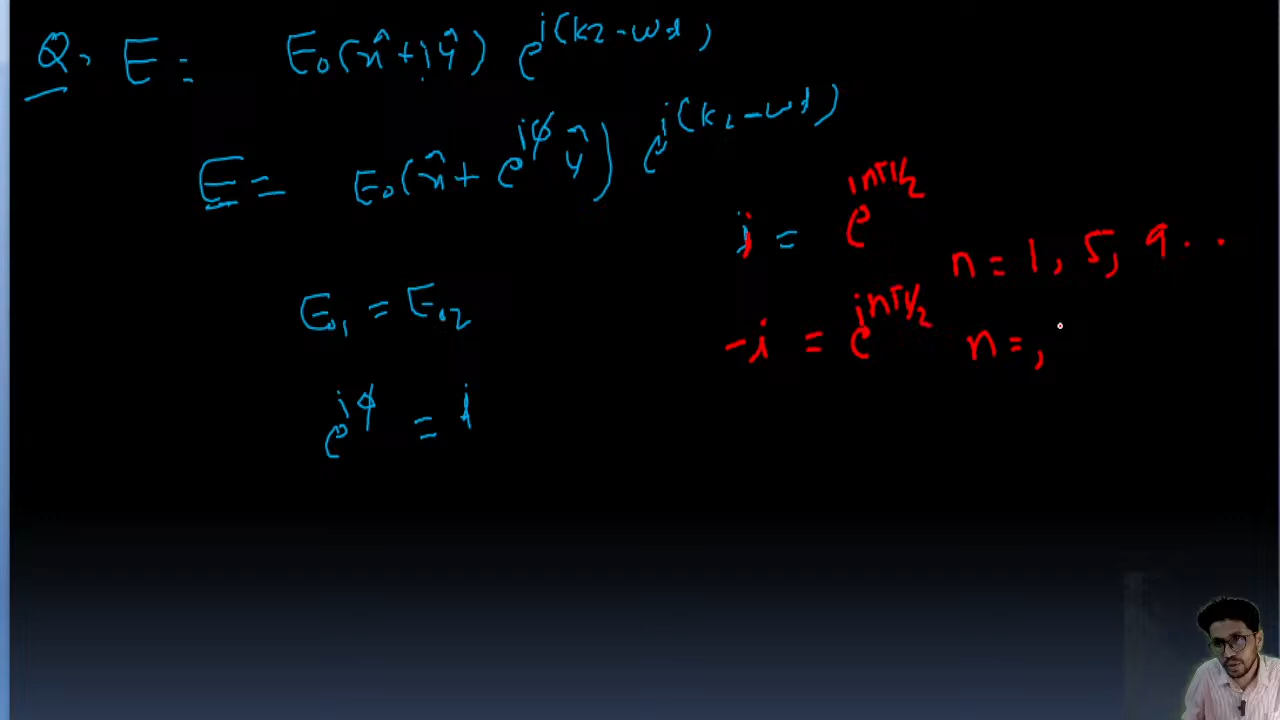 Q. E = E₀(x̂ + iŷ) e^{i(kz - ωt)}
E = E₀(x̂ + e^{iφ} ŷ) e^{i(kz - ωt)}
i = e^{inπ/2} n = 1, 5, 9 . .
E₀₁ = E₀₂
-i = e^{inπ/2} n = ,
e^{iφ} = i